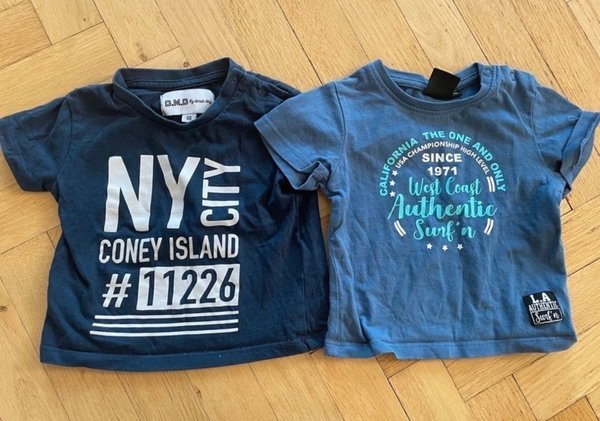 D.N.D
68
NY
CITY
CONEY ISLAND
# 11226
CALIFORNIA THE ONE AND ONLY
USA CHAMPIONSHIP HIGH LEVEL
SINCE
1971
West Coast
Authentic
Surf'n
L.A
AUTHENTIC
Surf'n